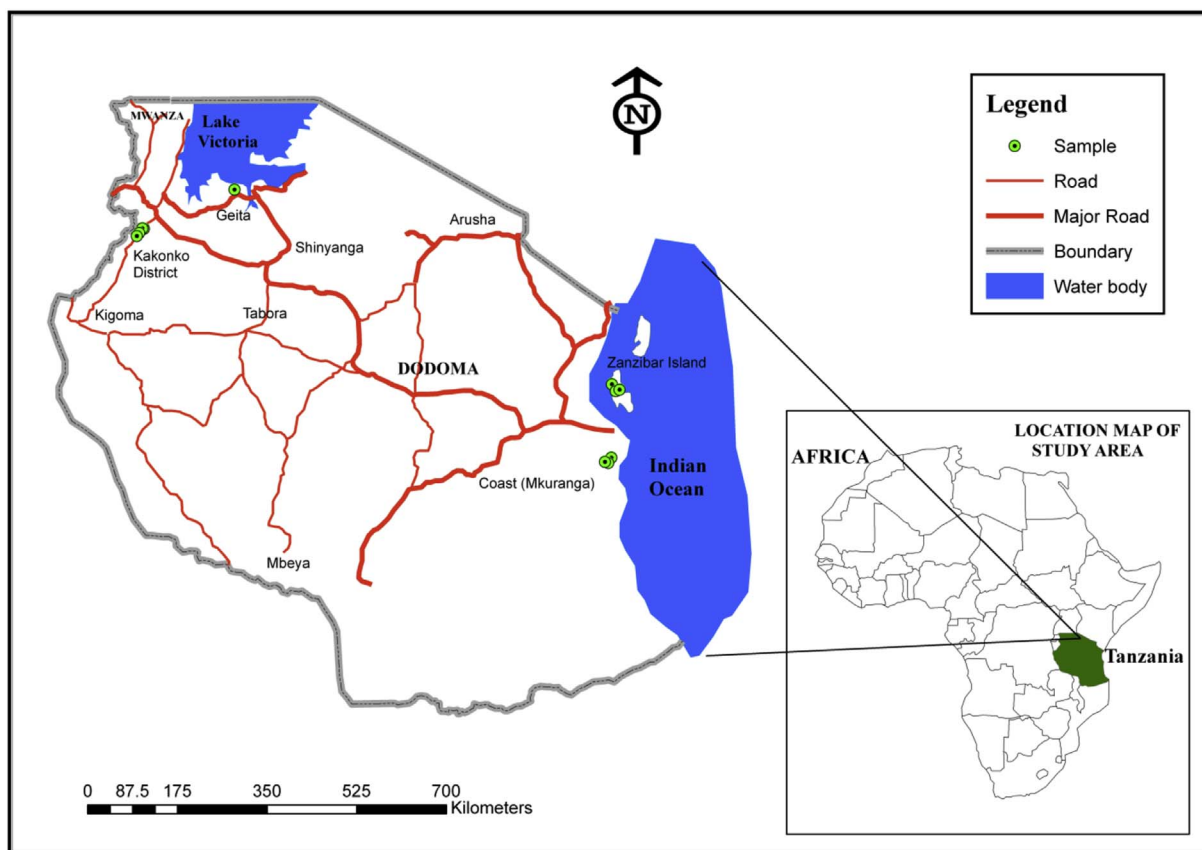 MWANZA
Lake
Victoria
Geita
Arusha
Shinyanga
Kakonko
District
Kigoma
Tabora
DODOMA
Zanzibar Island
Coast (Mkuranga)
Indian
Ocean
Mbeya
N
Legend
Sample
Road
Major Road
Boundary
Water body
LOCATION MAP OF
STUDY AREA
AFRICA
Tanzania
0 87.5 175 350 525 700
Kilometers